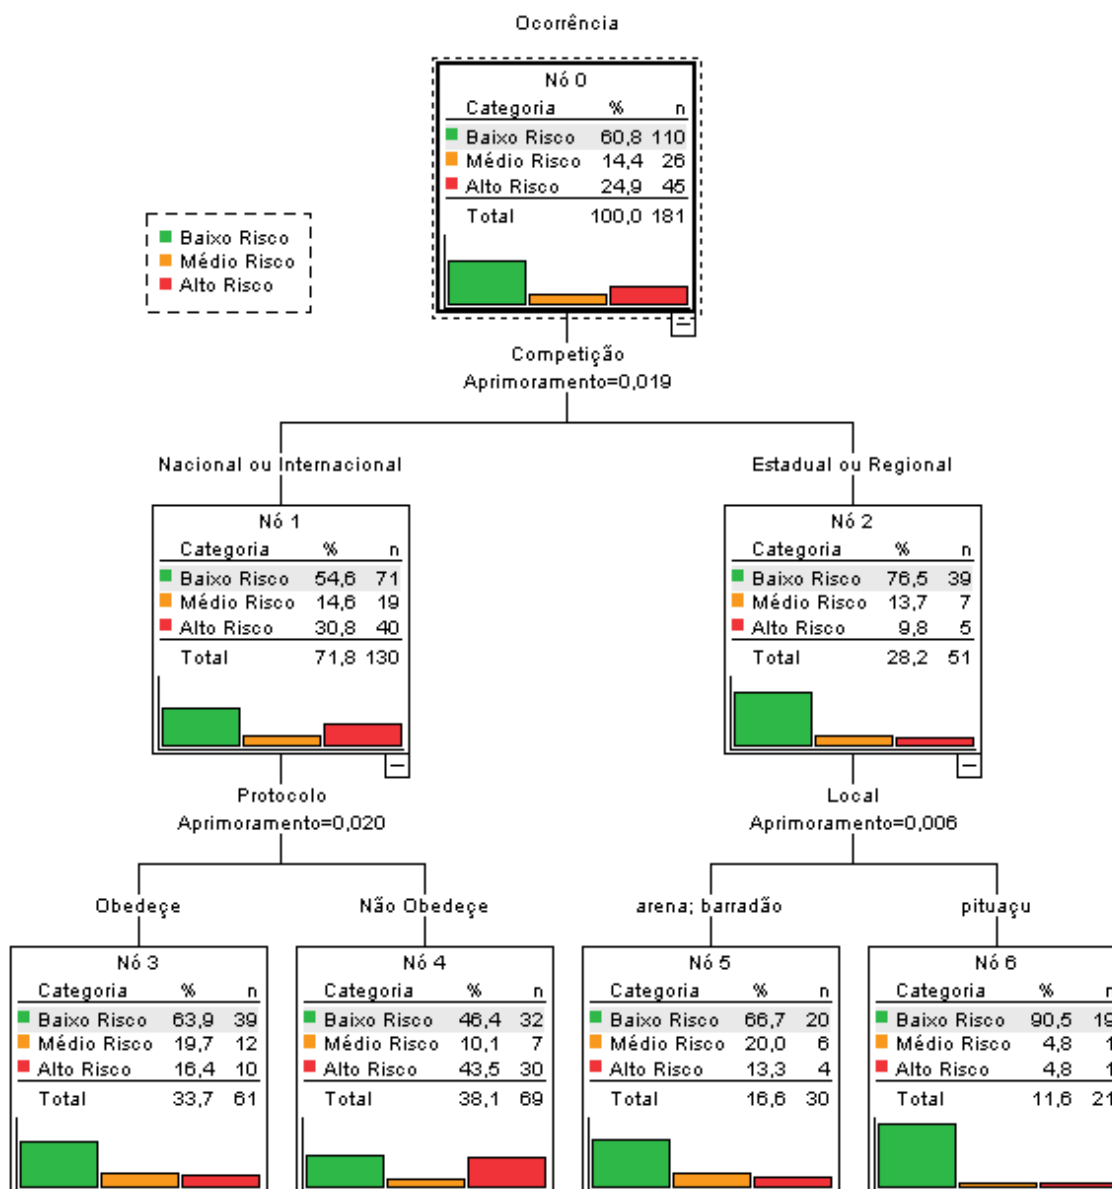 Ocorrência
Nó 0
Categoria % n
Baixo Risco 60,8 110
Médio Risco 14,4 26
Alto Risco 24,9 45
Total 100,0 181
Baixo Risco
Médio Risco
Alto Risco
Competição
Aprimoramento=0,019
Nacional ou Internacional
Nó 1
Categoria % n
Baixo Risco 54,6 71
Médio Risco 14,6 19
Alto Risco 30,8 40
Total 71,8 130
Estadual ou Regional
Nó 2
Categoria % n
Baixo Risco 76,5 39
Médio Risco 13,7 7
Alto Risco 9,8 5
Total 28,2 51
Protocolo
Aprimoramento=0,020
Local
Aprimoramento=0,006
Obedeçe
Nó 3
Categoria % n
Baixo Risco 63,9 39
Médio Risco 19,7 12
Alto Risco 16,4 10
Total 33,7 61
Não Obedeçe
Nó 4
Categoria % n
Baixo Risco 46,4 32
Médio Risco 10,1 7
Alto Risco 43,5 30
Total 38,1 69
arena; barradão
Nó 5
Categoria % n
Baixo Risco 66,7 20
Médio Risco 20,0 6
Alto Risco 13,3 4
Total 16,6 30
pituaçu
Nó 6
Categoria % n
Baixo Risco 90,5 19
Médio Risco 4,8 1
Alto Risco 4,8 1
Total 11,6 21